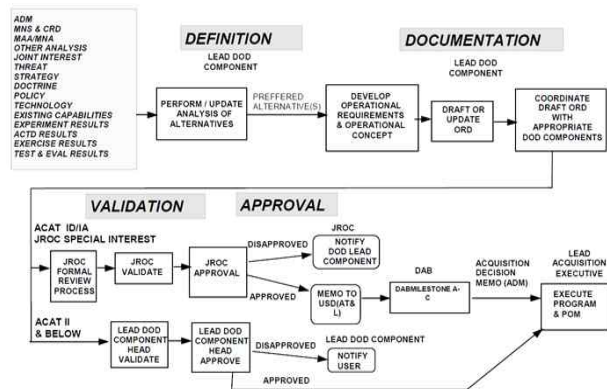 ADM
MNS & CRD
MAA/MNA
OTHER ANALYSIS
JOINT INTEREST
THREAT
STRATEGY
DOCTRINE
POLICY
TECHNOLOGY
EXISTING CAPABILITIES
EXPERIMENT RESULTS
ACTD RESULTS
EXERCISE RESULTS
TEST & EVAL RESULTS
DEFINITION
LEAD DOD
COMPONENT
PERFORM / UPDATE
ANALYSIS OF
ALTERNATIVES
PREFFERED
ALTERNATIVE(S)
DOCUMENTATION
LEAD DOD
COMPONENT
DEVELOP
OPERATIONAL
REQUIREMENTS
& OPERATIONAL
CONCEPT
DRAFT OR
UPDATE
ORD
COORDINATE
DRAFT ORD
WITH
APPROPRIATE
DOD COMPONENTS
VALIDATION
APPROVAL
ACAT ID/IA
JROC SPECIAL INTEREST
JROC
FORMAL
REVIEW
PROCESS
JROC
VALIDATE
JROC
APPROVAL
DISAPPROVED
JROC
NOTIFY
DOD LEAD
COMPONENT
APPROVED
MEMO TO
USD(AT&
L)
DAB
DABMILESTONE A-
C
ACQUISITION
DECISION
MEMO (ADM)
LEAD
ACQUISITION
EXECUTIVE
EXECUTE
PROGRAM
& POM
ACAT II
& BELOW
LEAD DOD
COMPONENT
HEAD
VALIDATE
LEAD DOD
COMPONENT
HEAD
APPROVE
DISAPPROVED
LEAD DOD COMPONENT
NOTIFY
USER
APPROVED